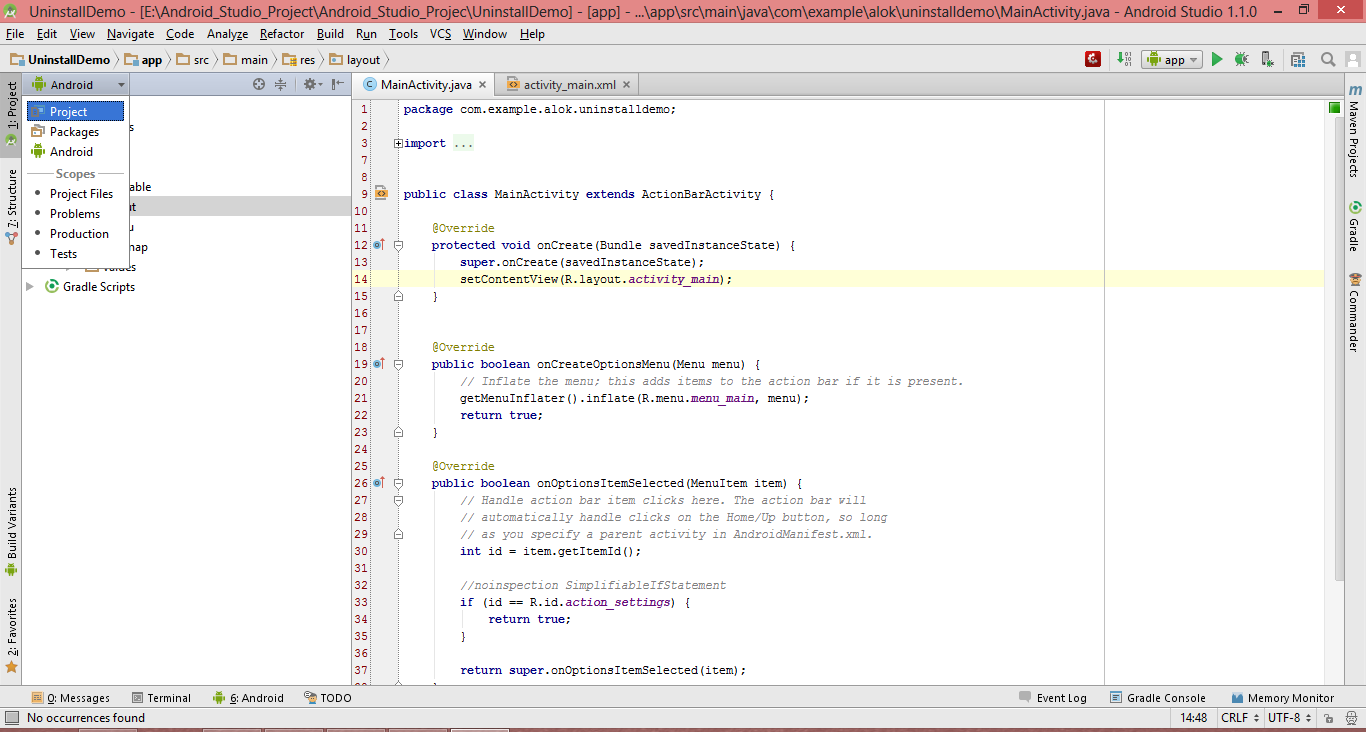 UninstallDemo - [E:\Android_Studio_Project\Android_Studio_Projec\UninstallDemo] - [app] - ...\app\src\main\java\com\example\alok\uninstalldemo\MainActivity.java - Android Studio 1.1.0
File Edit View Navigate Code Analyze Refactor Build Run Tools VCS Window Help
UninstallDemo app src main res layout app
1: Project
7: Structure
Build Variants
2: Favorites
Android
Project
Packages
Android
Scopes
Project Files
Problems
Production
Tests
s
able
ut
u
map
values
Gradle Scripts
MainActivity.java activity_main.xml
1 package com.example.alok.uninstalldemo;
2
3 import ...
7
8
9 public class MainActivity extends ActionBarActivity {
10
11 @Override
12 protected void onCreate(Bundle savedInstanceState) {
13 super.onCreate(savedInstanceState);
14 setContentView(R.layout.activity_main);
15 }
16
17
18 @Override
19 public boolean onCreateOptionsMenu(Menu menu) {
20 // Inflate the menu; this adds items to the action bar if it is present.
21 getMenuInflater().inflate(R.menu.menu_main, menu);
22 return true;
23 }
24
25 @Override
26 public boolean onOptionsItemSelected(MenuItem item) {
27 // Handle action bar item clicks here. The action bar will
28 // automatically handle clicks on the Home/Up button, so long
29 // as you specify a parent activity in AndroidManifest.xml.
30 int id = item.getItemId();
31
32 //noinspection SimplifiableIfStatement
33 if (id == R.id.action_settings) {
34 return true;
35 }
36
37 return super.onOptionsItemSelected(item);
Maven Projects
Gradle
Commander
0: Messages Terminal 6: Android TODO Event Log Gradle Console Memory Monitor
No occurrences found 14:48 CRLF UTF-8